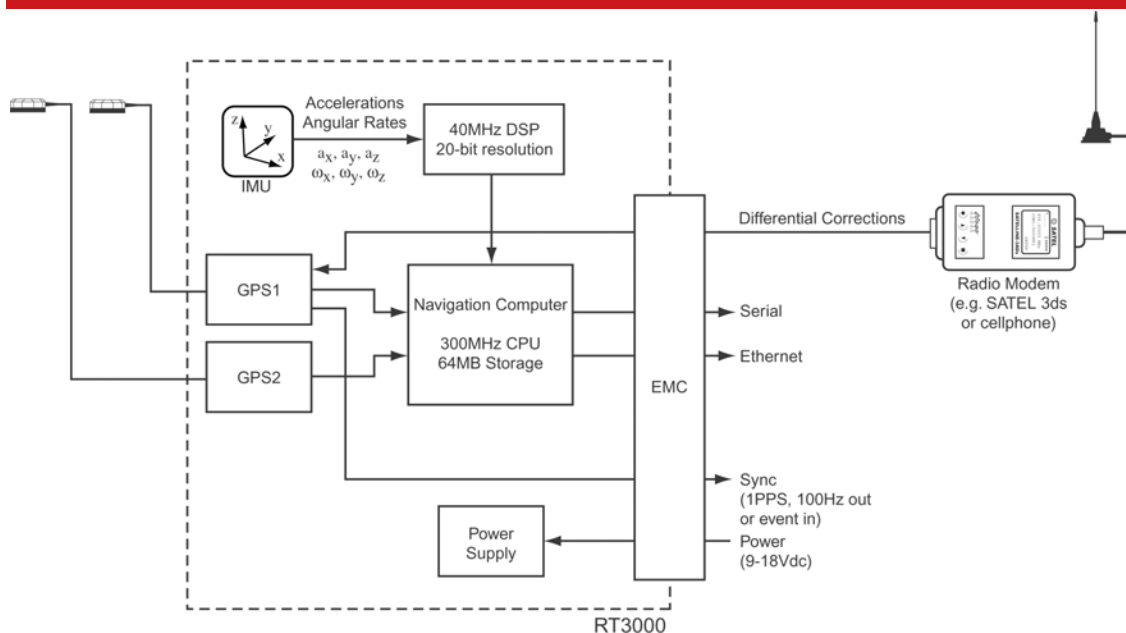 Accelerations
Angular Rates
ax, ay, az
ωx, ωy, ωz
z
y
x
IMU
40MHz DSP
20-bit resolution
Differential Corrections
SATEL
Radio Modem
(e.g. SATEL 3ds
or cellphone)
GPS1
GPS2
Navigation Computer
300MHz CPU
64MB Storage
EMC
Serial
Ethernet
Sync
(1PPS, 100Hz out
or event in)
Power
(9-18Vdc)
Power
Supply
RT3000